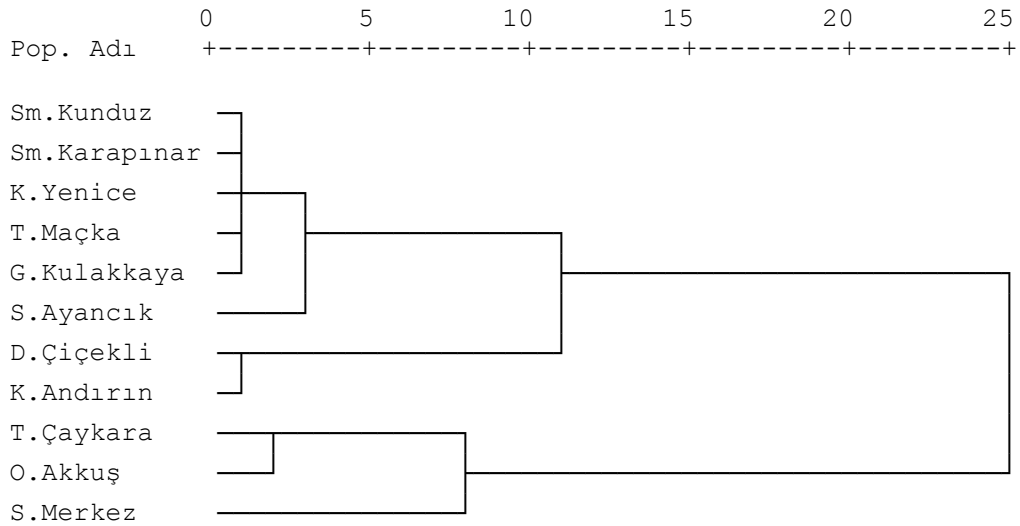 0 5 10 15 20 25
Pop. Adı +---------+---------+---------+---------+---------+
Sm.Kunduz
Sm.Karapınar
K.Yenice
T.Maçka
G.Kulakkaya
S.Ayancık
D.Çiçekli
K.Andırın
T.Çaykara
O.Akkuş
S.Merkez